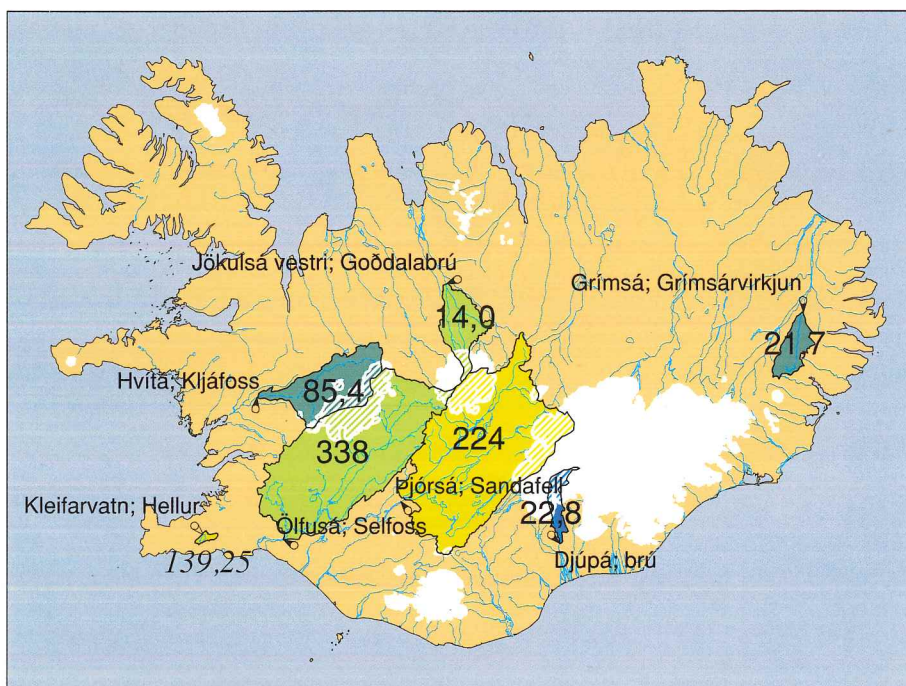 Jökulsá vestri; Goðdalabrú
Grímsá; Grímsárvirkjun
14,0
21,7
Hvítá; Kljáfoss
85,4
338
224
Þjórsá; Sandafell
Kleifarvatn; Hellur
22,8
Ölfusá; Selfoss
139,25
Djúpá; brú